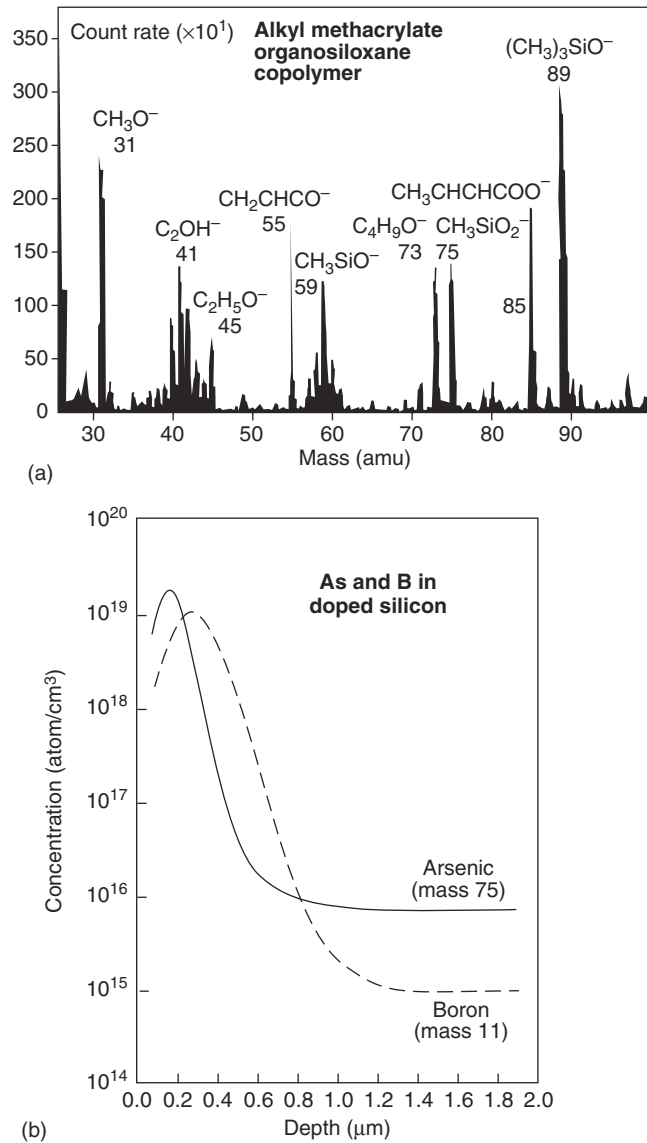 Count rate (×10¹)
Alkyl methacrylate
organosiloxane
copolymer
350
300
250
200
150
100
50
0
CH₃O⁻
31
C₂OH⁻
41
C₂H₅O⁻
45
CH₂CHCO⁻
55
CH₃SiO⁻
59
C₄H₉O⁻
73
CH₃SiO₂⁻
75
CH₃CHCHCOO⁻
85
(CH₃)₃SiO⁻
89
30 40 50 60 70 80 90
Mass (amu)
(a)
10²⁰
10¹⁹
10¹⁸
10¹⁷
10¹⁶
10¹⁵
10¹⁴
Concentration (atom/cm³)
As and B in
doped silicon
Arsenic
(mass 75)
Boron
(mass 11)
0.0 0.2 0.4 0.6 0.8 1.0 1.2 1.4 1.6 1.8 2.0
Depth (μm)
(b)